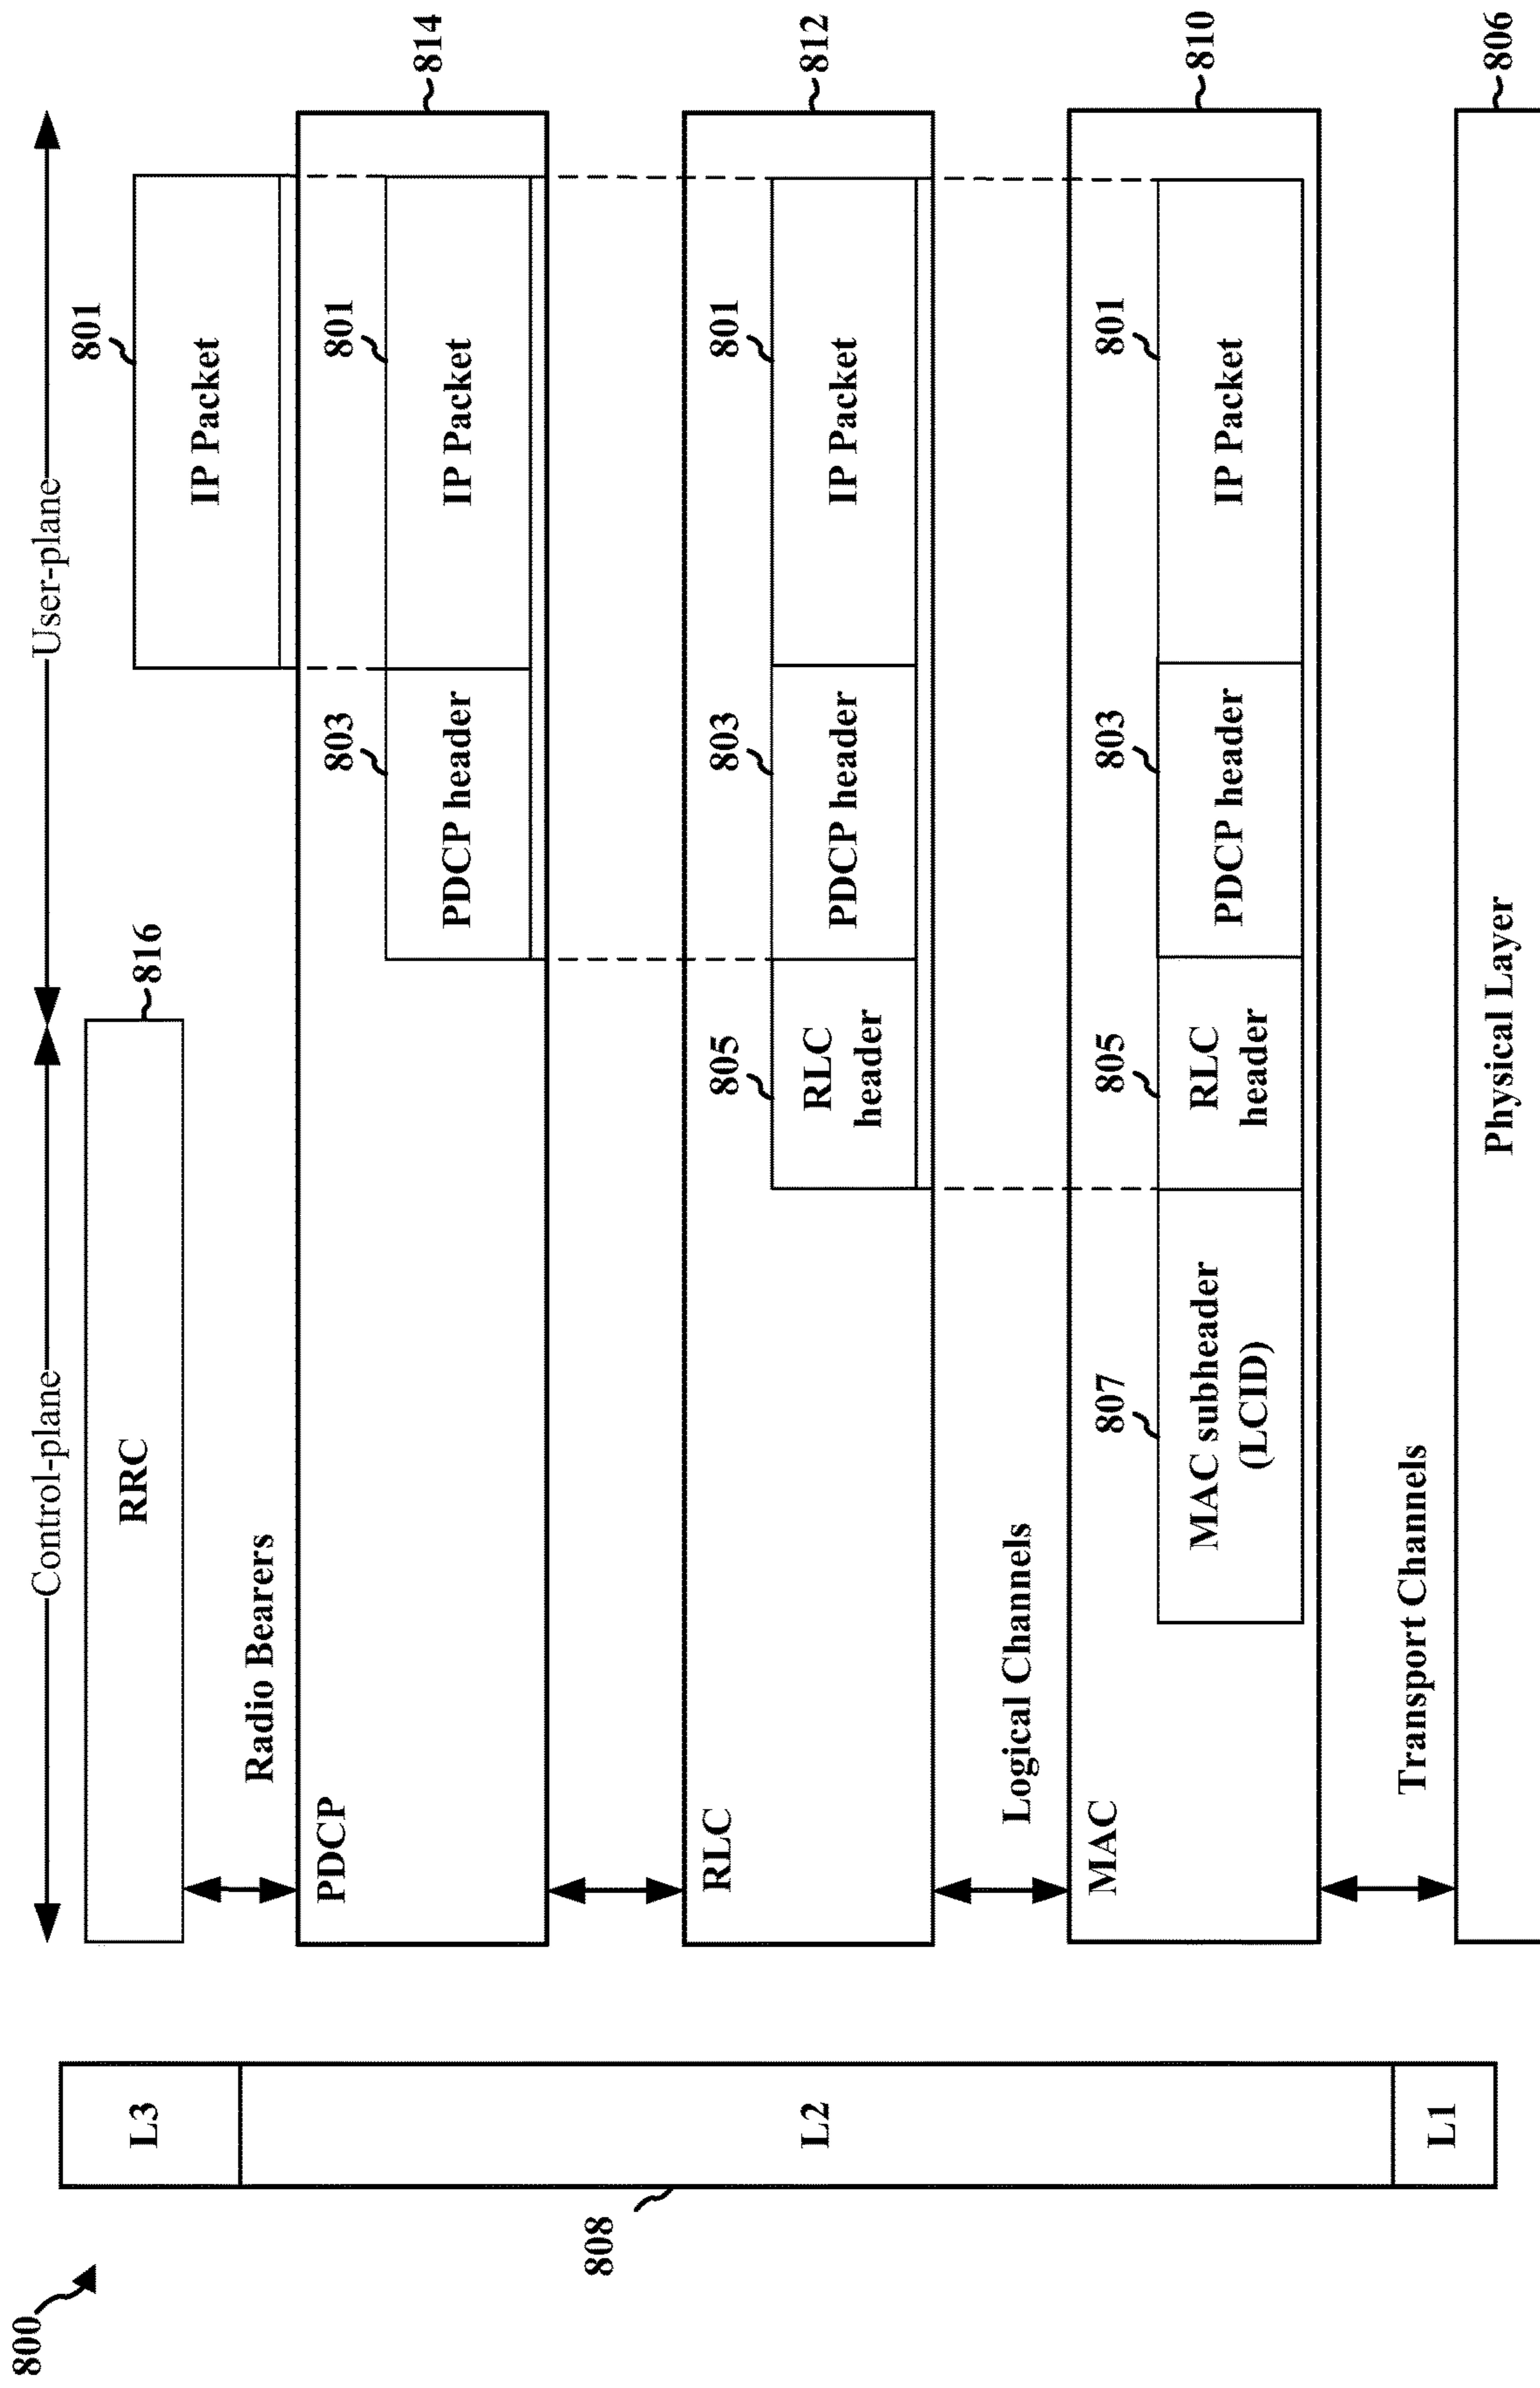 800
Control-plane
User-plane
L3
RRC
816
801
IP Packet
Radio Bearers
808
L2
PDCP
814
803
801
PDCP header
IP Packet
RLC
812
805
803
801
RLC
header
PDCP header
IP Packet
Logical Channels
MAC
810
807
805
803
801
MAC subheader
(LCID)
RLC
header
PDCP header
IP Packet
Transport Channels
L1
Physical Layer
806